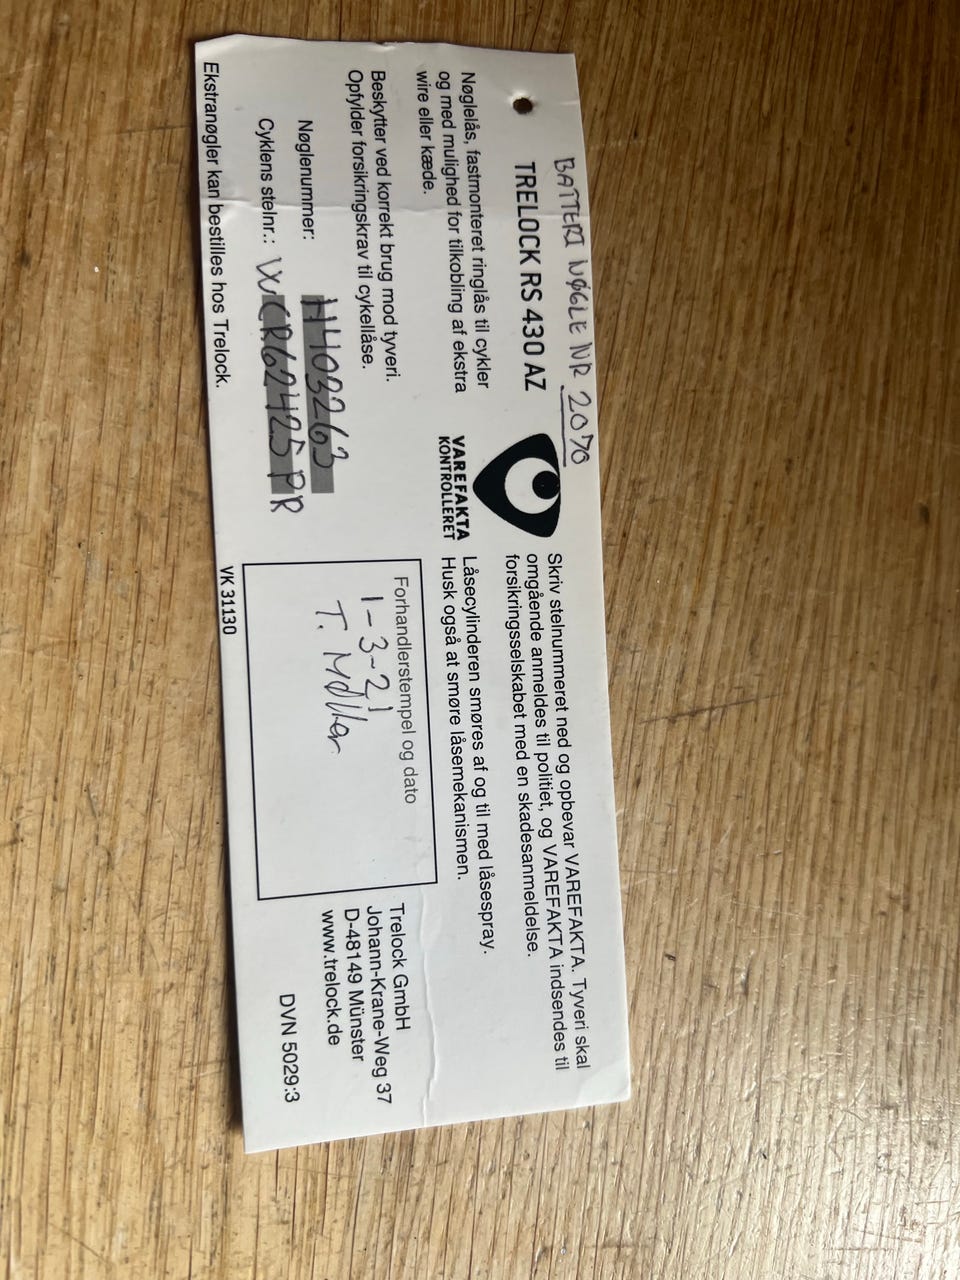 BATTERI NØGLE NR 2070
TRELOCK RS 430 AZ
Nøglelås, fastmonteret ringlås til cykler
og med mulighed for tilkobling af ekstra
wire eller kæde.
Beskytter ved korrekt brug mod tyveri.
Opfylder forsikringskrav til cykellåse.
Nøglenummer: H403263
Cyklens stelnr.: WCR62425PR
Ekstranøgler kan bestilles hos Trelock.
VAREFAKTA
KONTROLLERET
Skriv stelnummeret ned og opbevar VAREFAKTA. Tyveri skal
omgående anmeldes til politiet, og VAREFAKTA indsendes til
forsikringsselskabet med en skadesanmeldelse.
Låsecylinderen smøres af og til med låsespray.
Husk også at smøre låsemekanismen.
Forhandlerstempel og dato
1-3-21
T. Møller
VK 31130
Trelock GmbH
Johann-Krane-Weg 37
D-48149 Münster
www.trelock.de
DVN 5029:3